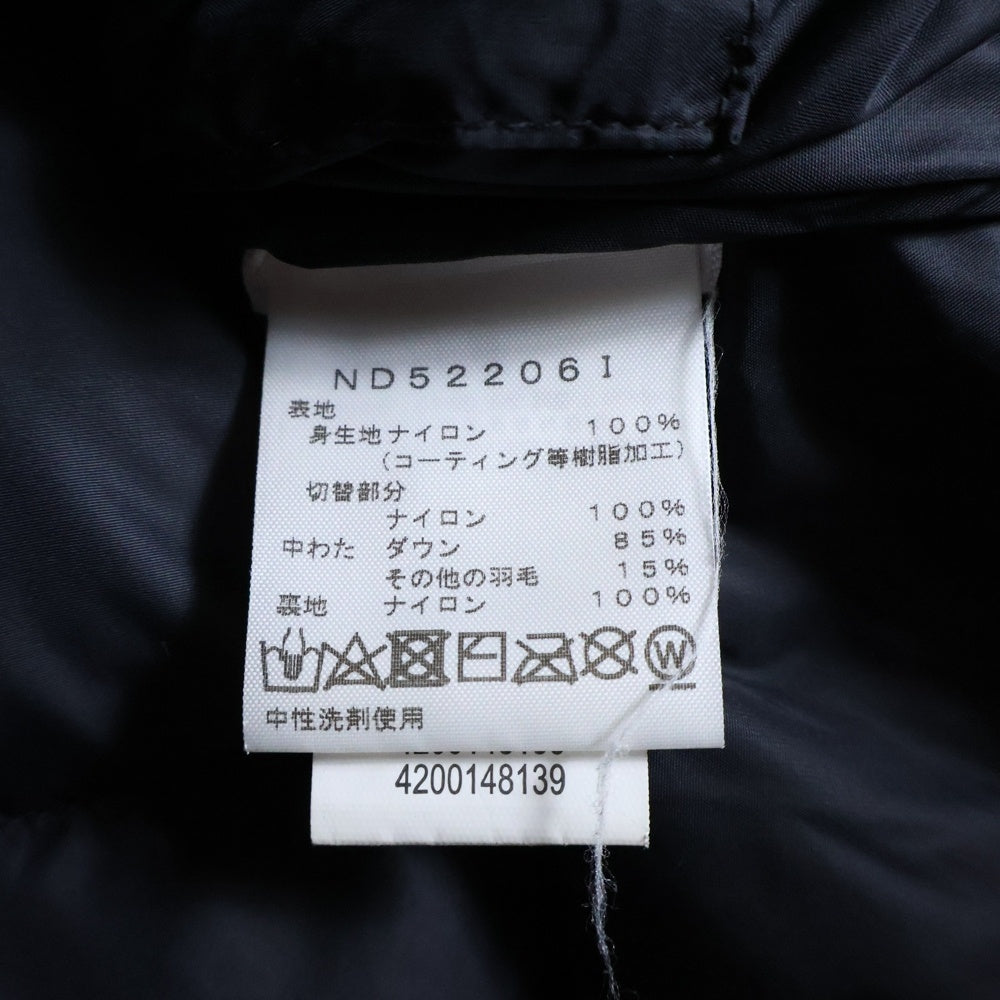 ND52206I
表地
身生地ナイロン 100%
(コーティング等樹脂加工)
切替部分
ナイロン 100%
中わた ダウン 85%
その他の羽毛 15%
裏地 ナイロン 100%
W
中性洗剤使用
4200148139